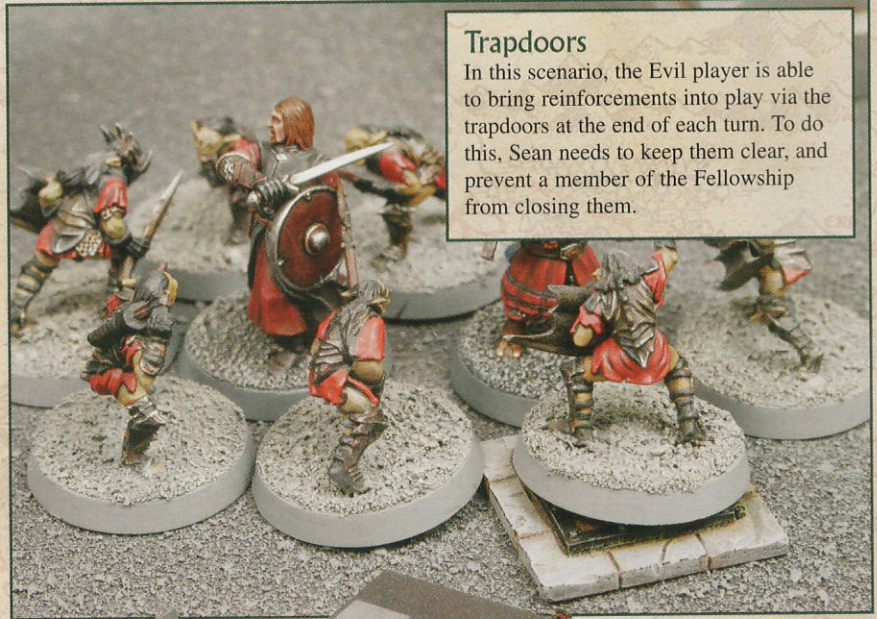 Trapdoors
In this scenario, the Evil player is able
to bring reinforcements into play via the
trapdoors at the end of each turn. To do
this, Sean needs to keep them clear, and
prevent a member of the Fellowship
from closing them.